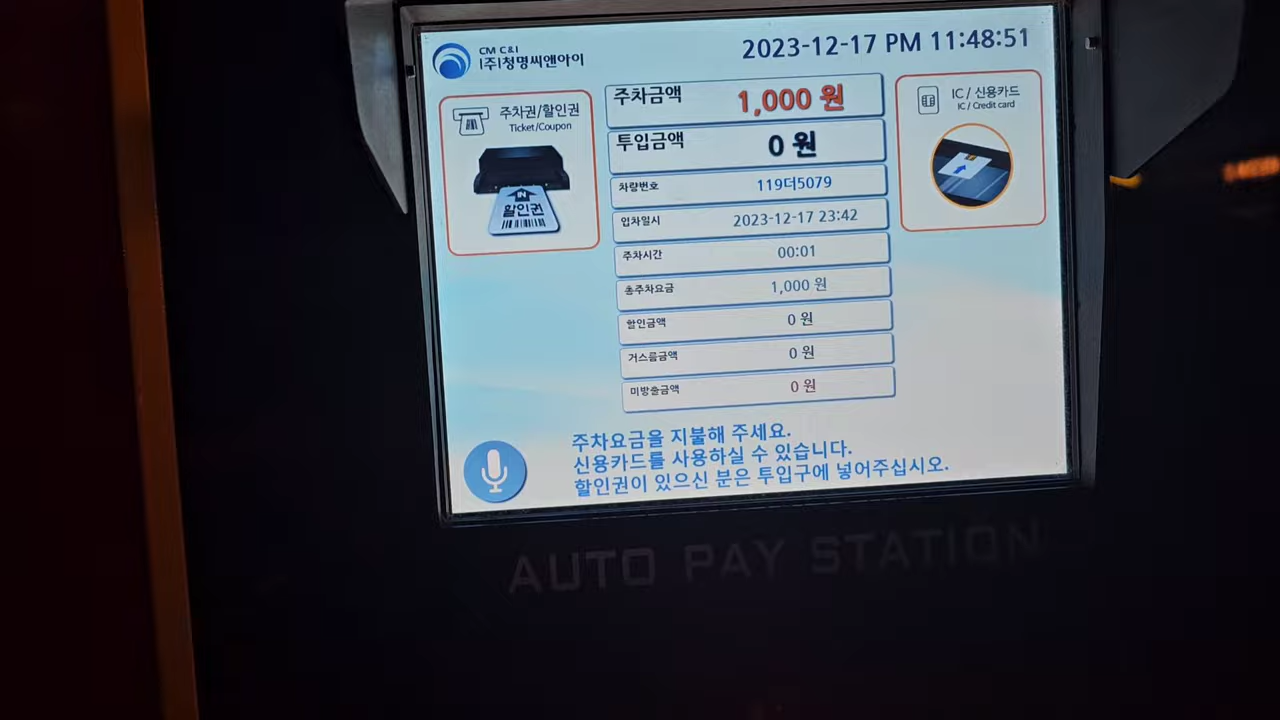 CM C&I
(주)청명씨앤아이
2023-12-17 PM 11:48:51
주차권/할인권
Ticket/Coupon
IN
할인권
주차금액 1,000 원
투입금액 0 원
차량번호 119더5079
입차일시 2023-12-17 23:42
주차시간 00:01
총주차요금 1,000 원
할인금액 0 원
거스름금액 0 원
미방출금액 0 원
IC / 신용카드
IC / Credit card
주차요금을 지불해 주세요.
신용카드를 사용하실 수 있습니다.
할인권이 있으신 분은 투입구에 넣어주십시오.
AUTO PAY STATION